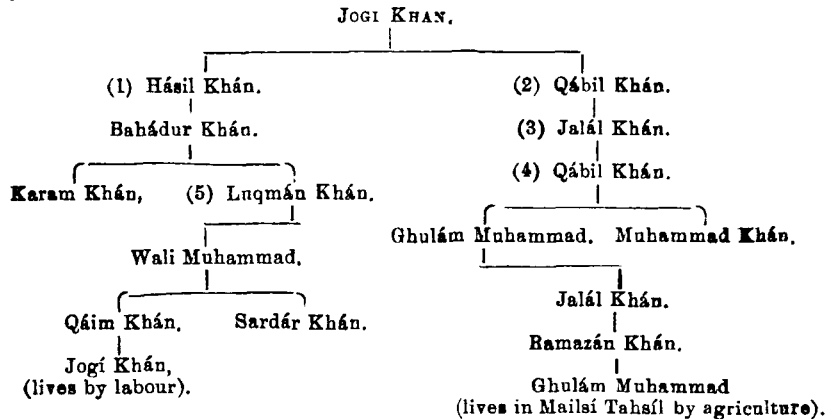 JOGI KHAN.
(1) Hásil Khán. (2) Qábil Khán.
Bahádur Khán. (3) Jalál Khán.
(4) Qábil Khán.
Karam Khán, (5) Luqmán Khán.
Ghulám Muhammad. Muhammad Khán.
Wali Muhammad.
Jalál Khán.
Qáim Khán. Sardár Khán.
Ramazán Khán.
Jogí Khán,
(lives by labour). Ghulám Muhammad
(lives in Mailsí Tahsíl by agriculture).